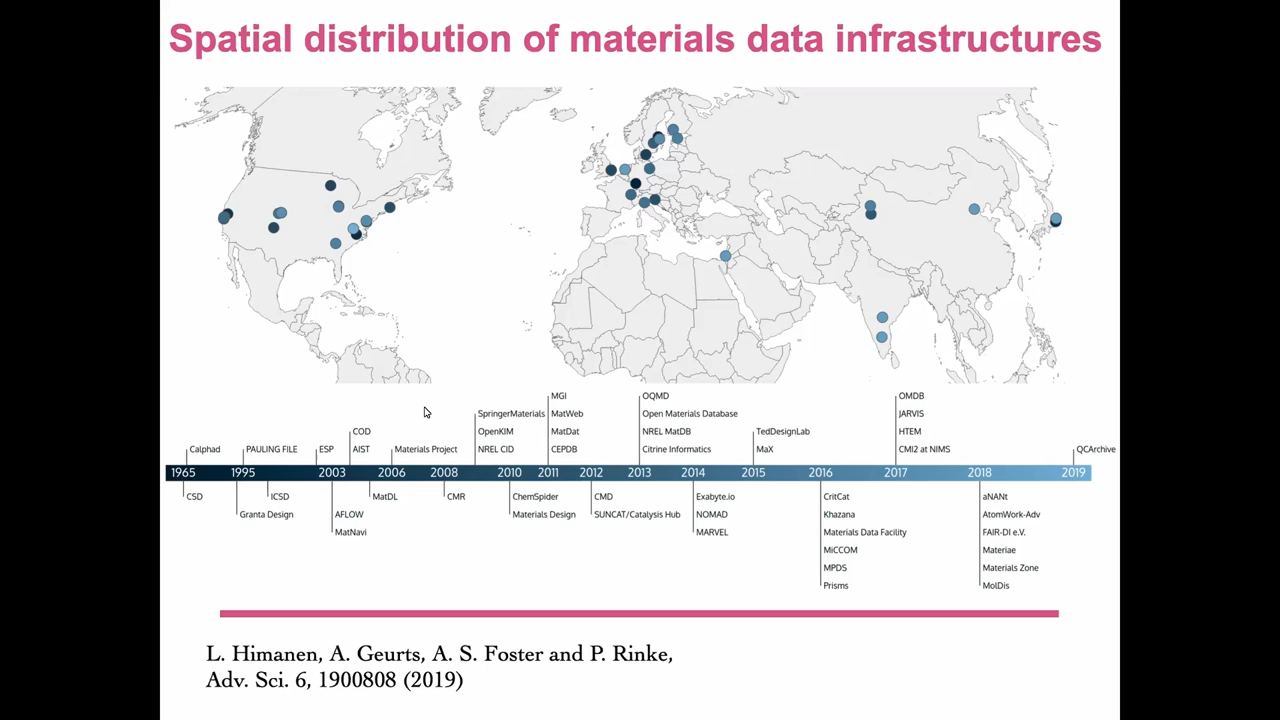 Spatial distribution of materials data infrastructures
MGI
OQMD
OMDB
SpringerMaterials
MatWeb
Open Materials Database
JARVIS
COD
OpenKIM
MatDat
NREL MatDB
TedDesignLab
HTEM
Calphad
PAULING FILE
ESP
AIST
Materials Project
NREL CID
CEPDB
Citrine Informatics
MaX
CMI2 at NIMS
QCArchive
1965 1995 2003 2006 2008 2010 2011 2012 2013 2014 2015 2016 2017 2018 2019
CSD
ICSD
MatDL
CMR
ChemSpider
CMD
Exabyte.io
CritCat
aNANt
Granta Design
AFLOW
Materials Design
SUNCAT/Catalysis Hub
NOMAD
Khazana
AtomWork-Adv
MatNavi
MARVEL
Materials Data Facility
FAIR-DI e.V.
MiCCOM
Materiae
MPDS
Materials Zone
Prisms
MolDis
L. Himanen, A. Geurts, A. S. Foster and P. Rinke,
Adv. Sci. 6, 1900808 (2019)